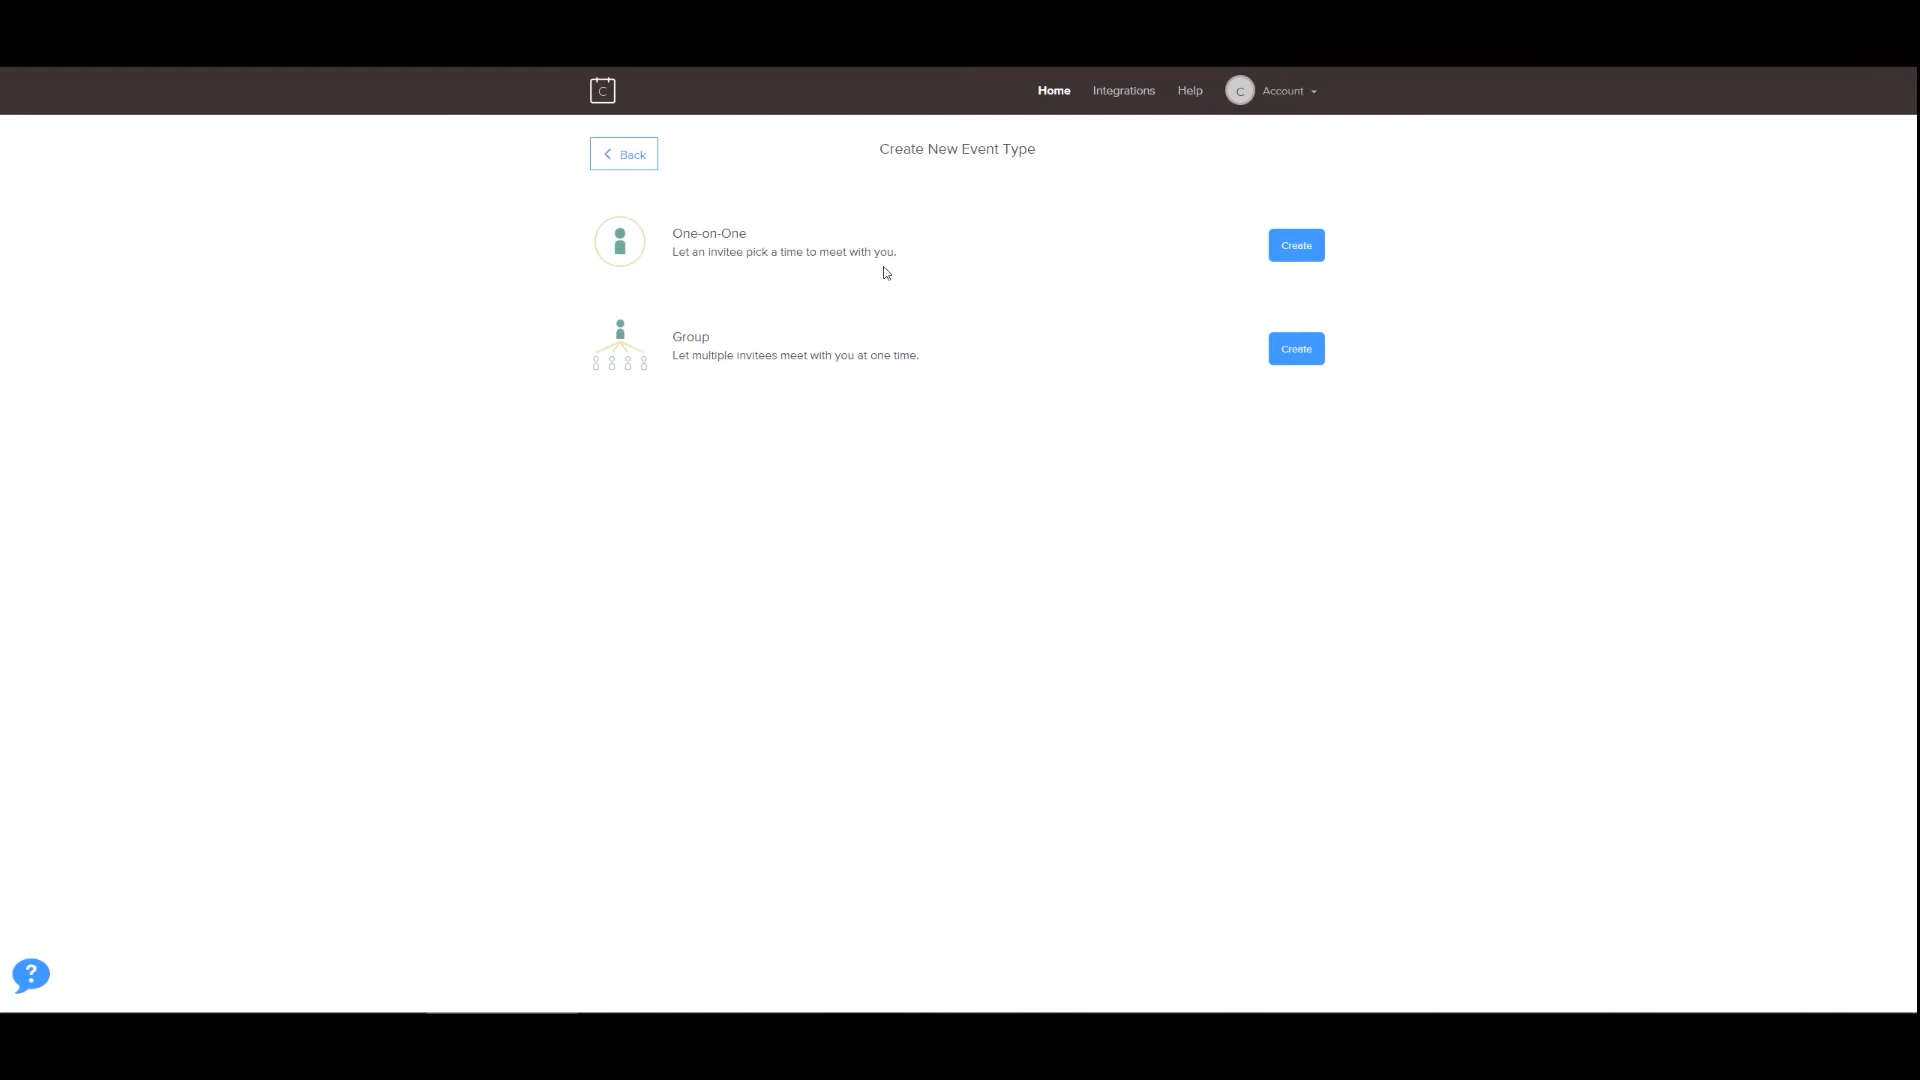 C
Home
Integrations
Help
C
Account
Back
Create New Event Type
One-on-One
Let an invitee pick a time to meet with you.
Create
Group
Let multiple invitees meet with you at one time.
Create
?